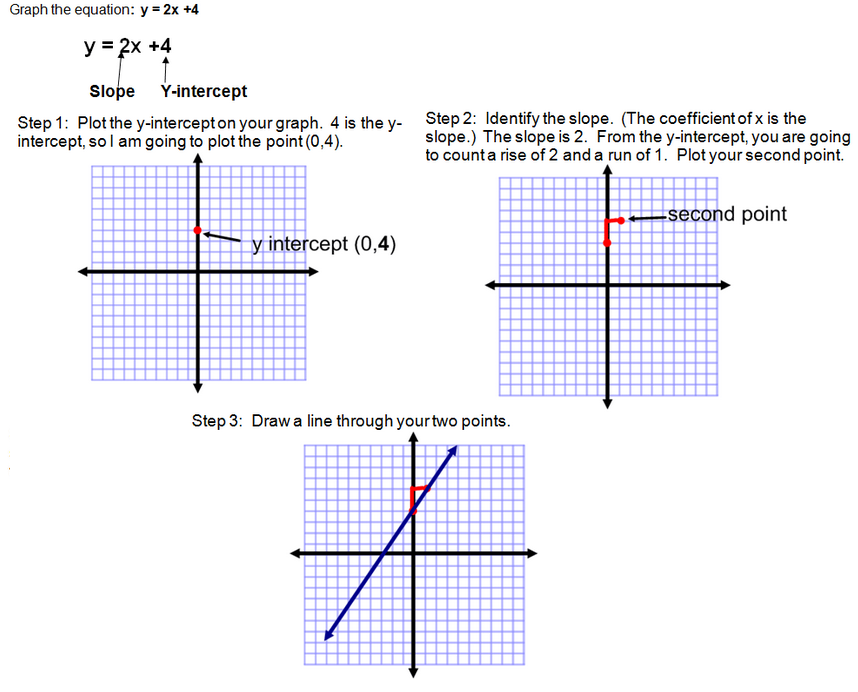 Graph the equation: y = 2x +4
y = 2x +4
Slope Y-intercept
Step 1: Plot the y-intercept on your graph. 4 is the y-
intercept, so I am going to plot the point (0,4).
Step 2: Identify the slope. (The coefficient of x is the
slope.) The slope is 2. From the y-intercept, you are going
to count a rise of 2 and a run of 1. Plot your second point.
y intercept (0,4)
second point
Step 3: Draw a line through your two points.